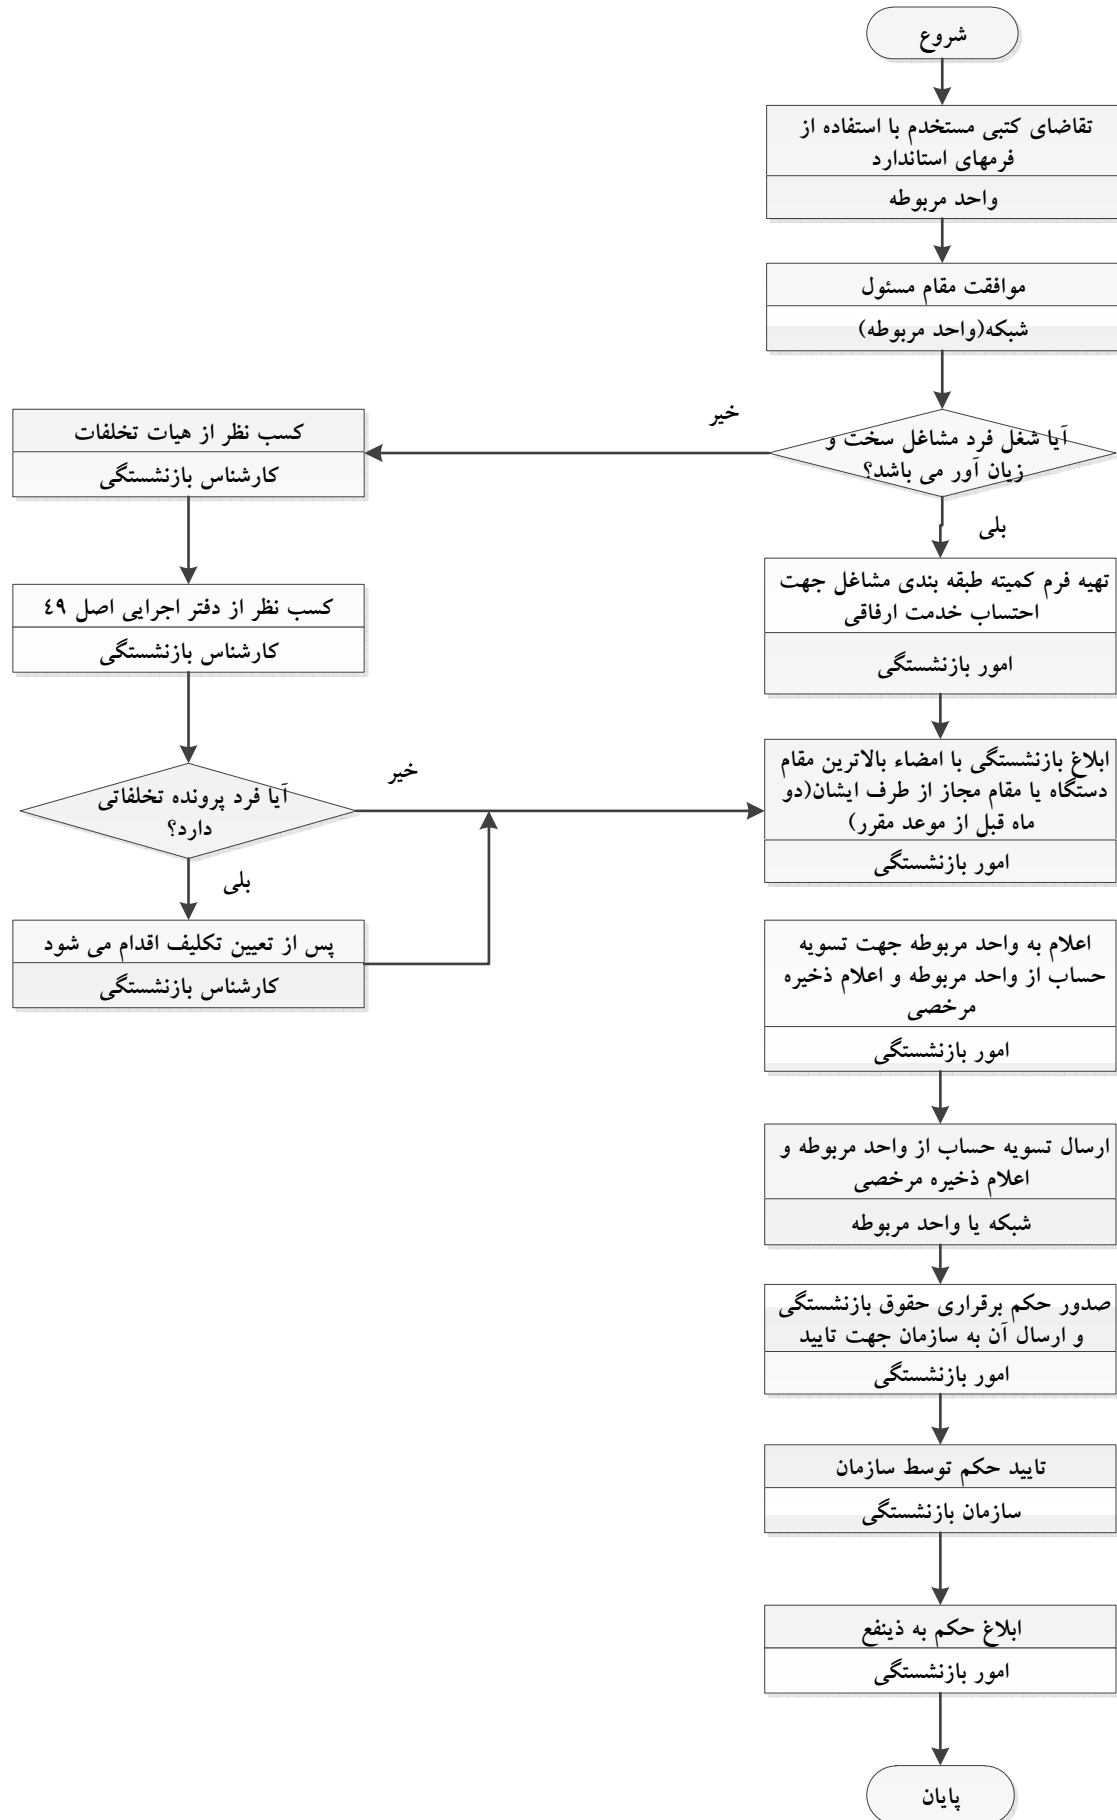 شروع
تقاضای کتبی مستخدم با استفاده از
فرمهای استاندارد
واحد مربوطه
موافقت مقام مسئول
شبکه(واحد مربوطه)
آیا شغل فرد مشاغل سخت و
زیان آور می باشد؟
خیر
بلی
کسب نظر از هیات تخلفات
کارشناس بازنشستگی
کسب نظر از دفتر اجرایی اصل ٤٩
کارشناس بازنشستگی
آیا فرد پرونده تخلفاتی
دارد؟
خیر
بلی
پس از تعیین تکلیف اقدام می شود
کارشناس بازنشستگی
تهیه فرم کمیته طبقه بندی مشاغل جهت
احتساب خدمت ارفاقی
امور بازنشستگی
ابلاغ بازنشستگی با امضاء بالاترین مقام
دستگاه یا مقام مجاز از طرف ایشان(دو
ماه قبل از موعد مقرر)
امور بازنشستگی
اعلام به واحد مربوطه جهت تسویه
حساب از واحد مربوطه و اعلام ذخیره
مرخصی
امور بازنشستگی
ارسال تسویه حساب از واحد مربوطه و
اعلام ذخیره مرخصی
شبکه یا واحد مربوطه
صدور حکم برقراری حقوق بازنشستگی
و ارسال آن به سازمان جهت تایید
امور بازنشستگی
تایید حکم توسط سازمان
سازمان بازنشستگی
ابلاغ حکم به ذینفع
امور بازنشستگی
پایان